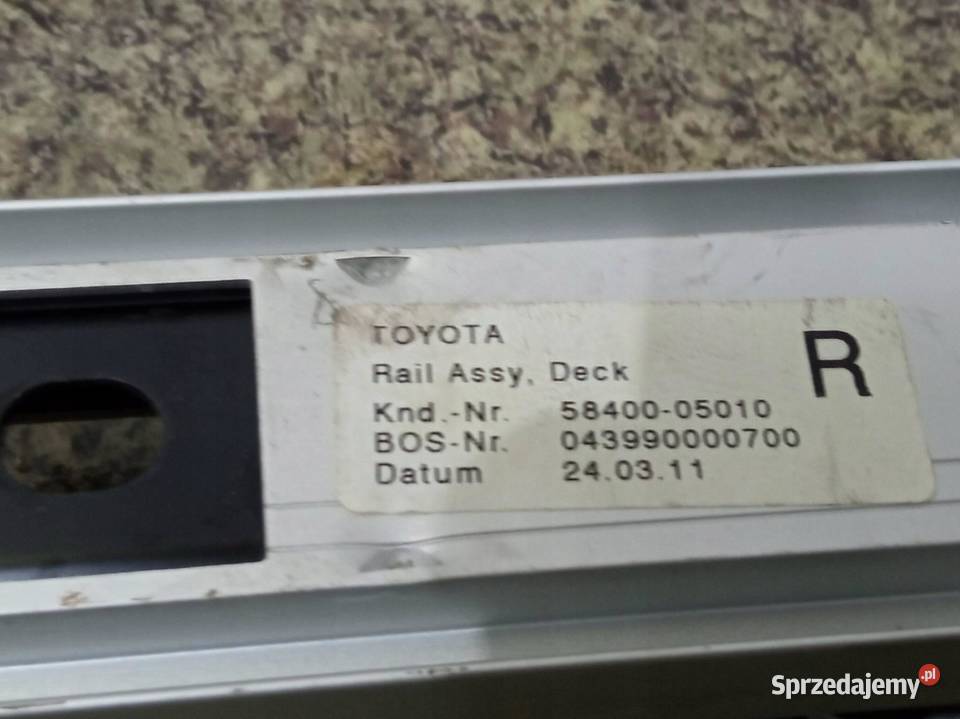 TOYOTA
R
Rail Assy, Deck
Knd.-Nr. 58400-05010
BOS-Nr. 043990000700
Datum 24.03.11
Sprzedajemy.pl